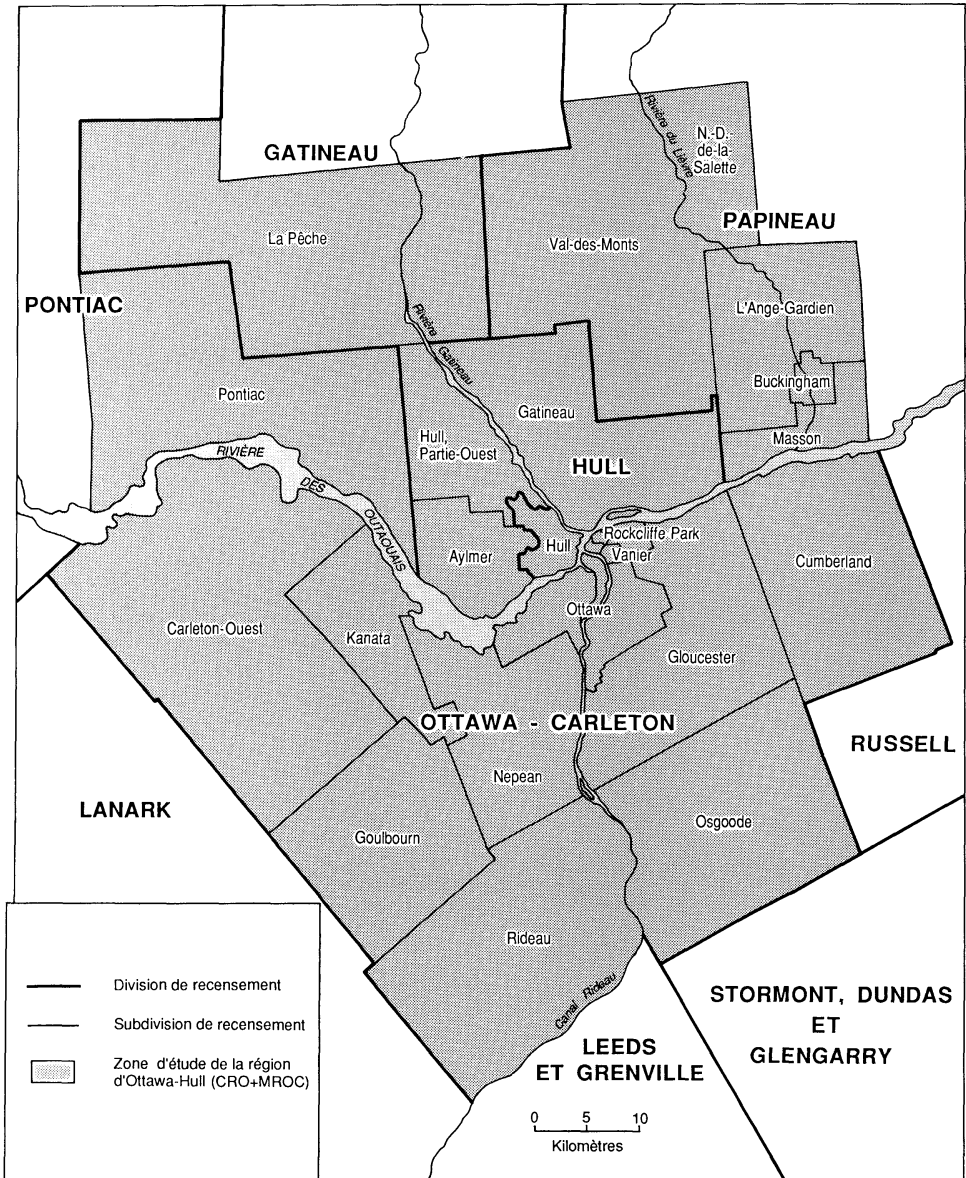 GATINEAU
Rivière du Lièvre
N.-D.
de-la-
Salette
PAPINEAU
La Pêche
Val-des-Monts
PONTIAC
L'Ange-Gardien
Rivière Gatineau
Pontiac
Buckingham
Gatineau
Hull,
Partie-Ouest
Masson
RIVIÈRE
DES
OUTAOUAIS
HULL
Rockcliffe Park
Vanier
Hull
Aylmer
Cumberland
Ottawa
Carleton-Ouest
Kanata
Gloucester
OTTAWA - CARLETON
RUSSELL
Nepean
LANARK
Goulbourn
Osgoode
Rideau
Canal Rideau
STORMONT, DUNDAS
ET
GLENGARRY
LEEDS
ET GRENVILLE
0 5 10
Kilomètres
Division de recensement
Subdivision de recensement
Zone d'étude de la région
d'Ottawa-Hull (CRO+MROC)